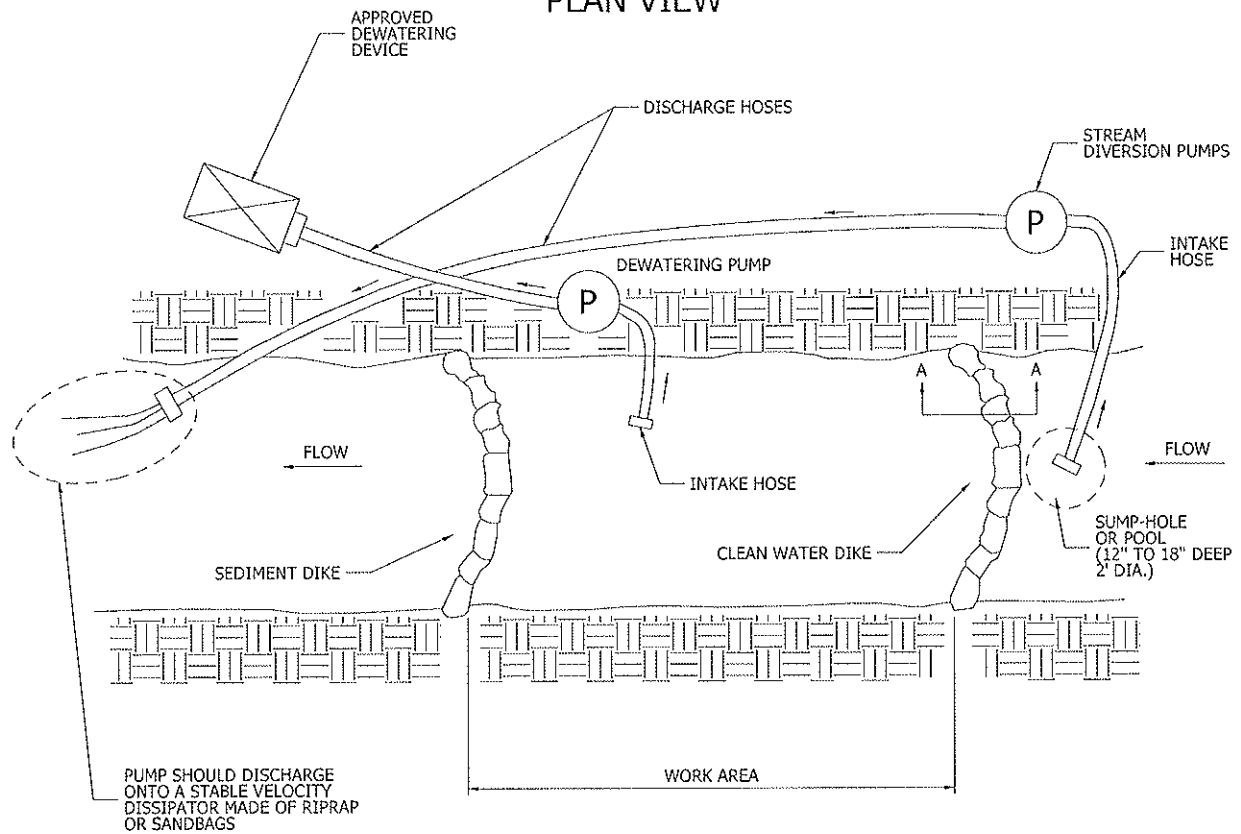 PLAN VIEW
APPROVED
DEWATERING
DEVICE
DISCHARGE HOSES
STREAM
DIVERSION PUMPS
P
INTAKE
HOSE
DEWATERING PUMP
P
A
A
FLOW
INTAKE HOSE
FLOW
SUMP-HOLE
OR POOL
(12" TO 18" DEEP
2' DIA.)
CLEAN WATER DIKE
SEDIMENT DIKE
WORK AREA
PUMP SHOULD DISCHARGE
ONTO A STABLE VELOCITY
DISSIPATOR MADE OF RIPRAP
OR SANDBAGS